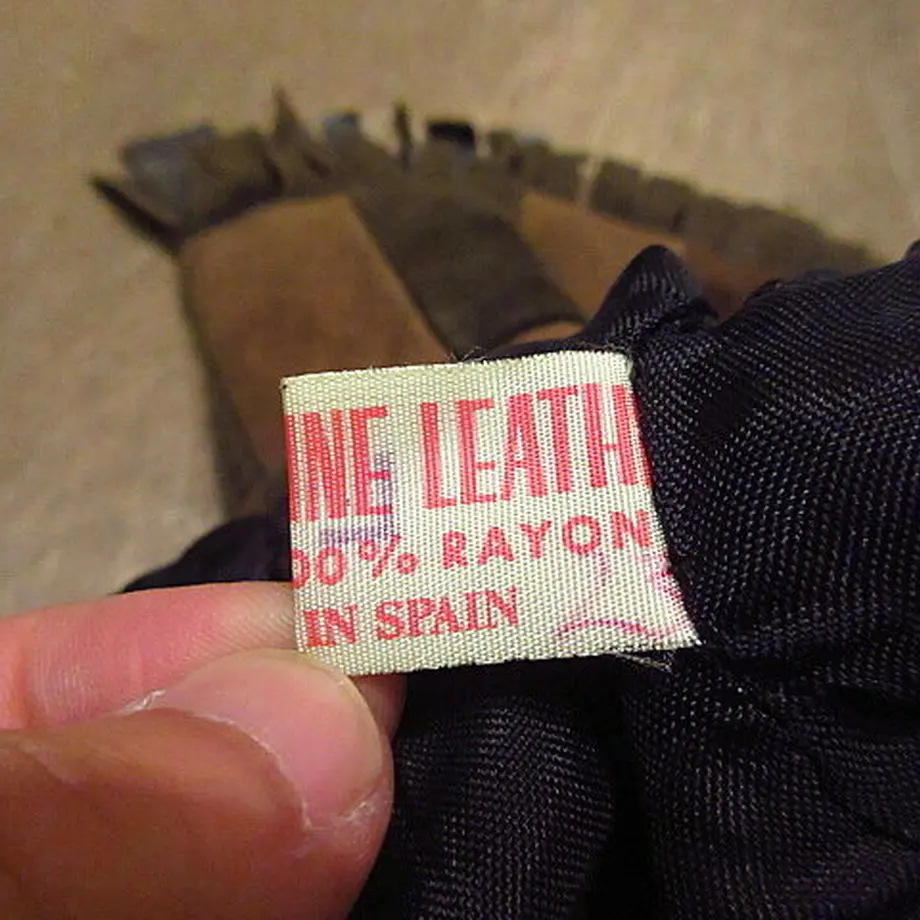 INE LEATH
00% RAYON
IN SPAIN